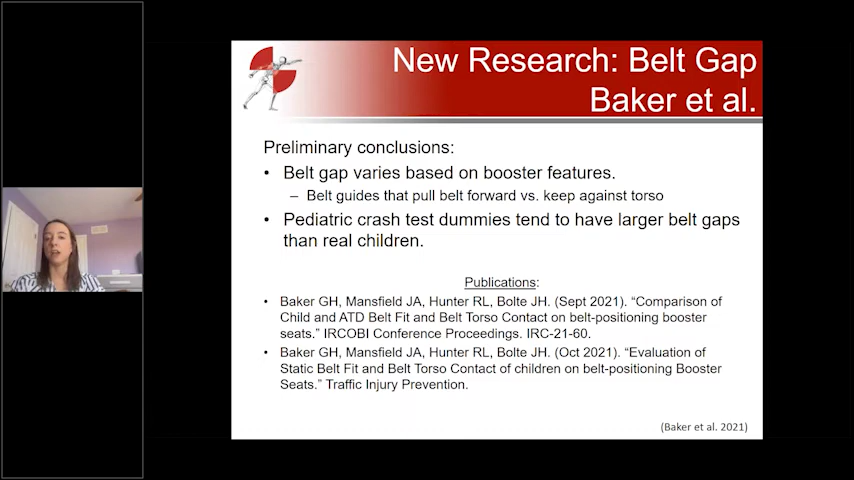 New Research: Belt Gap
Baker et al.
Preliminary conclusions:
• Belt gap varies based on booster features.
– Belt guides that pull belt forward vs. keep against torso
• Pediatric crash test dummies tend to have larger belt gaps
than real children.
Publications:
• Baker GH, Mansfield JA, Hunter RL, Bolte JH. (Sept 2021). “Comparison of
Child and ATD Belt Fit and Belt Torso Contact on belt-positioning booster
seats.” IRCOBI Conference Proceedings. IRC-21-60.
• Baker GH, Mansfield JA, Hunter RL, Bolte JH. (Oct 2021). “Evaluation of
Static Belt Fit and Belt Torso Contact of children on belt-positioning Booster
Seats.” Traffic Injury Prevention.
(Baker et al. 2021)